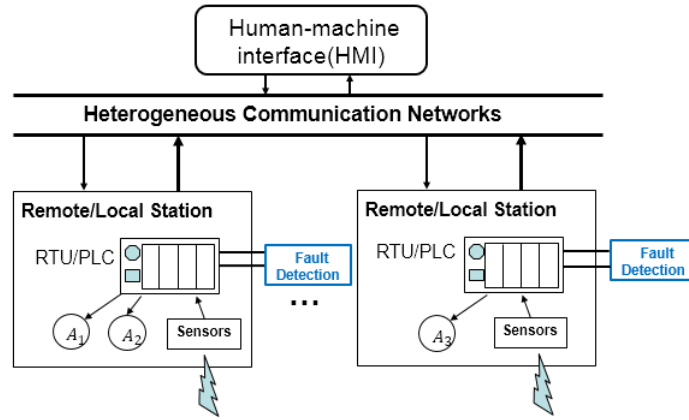 Human-machine
interface(HMI)
Heterogeneous Communication Networks
Remote/Local Station
RTU/PLC
Fault
Detection
A₁
A₂
Sensors
...
Remote/Local Station
RTU/PLC
Fault
Detection
A₃
Sensors